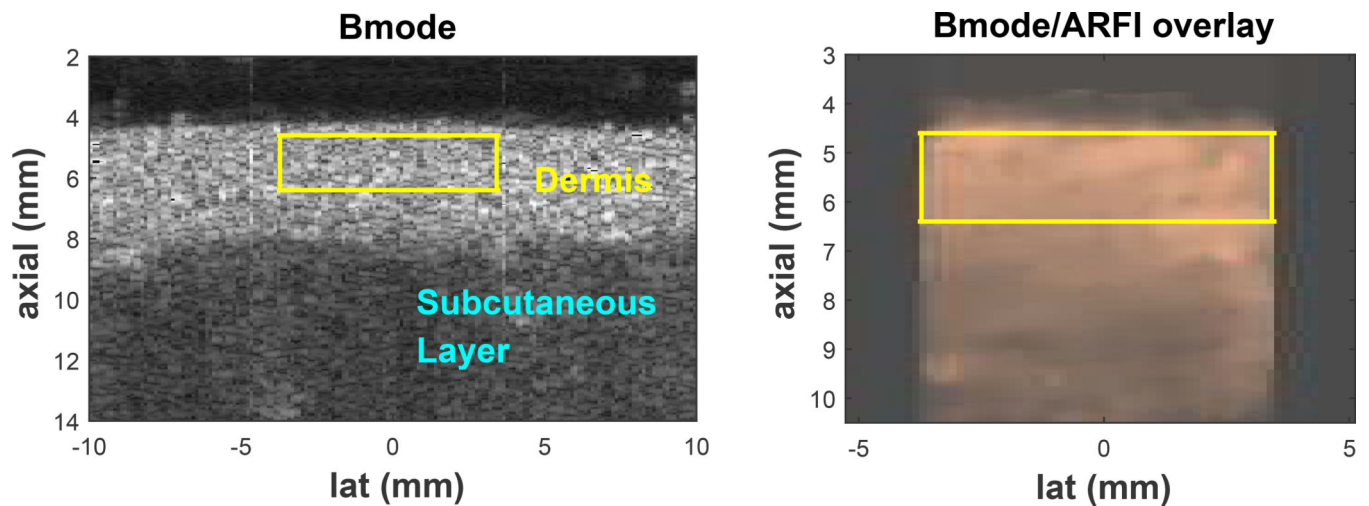 Bmode
2
4
6
8
10
12
14
axial (mm)
Dermis
Subcutaneous
Layer
-10
-5
0
5
10
lat (mm)
Bmode/ARFI overlay
3
4
5
6
7
8
9
10
axial (mm)
-5
0
5
lat (mm)